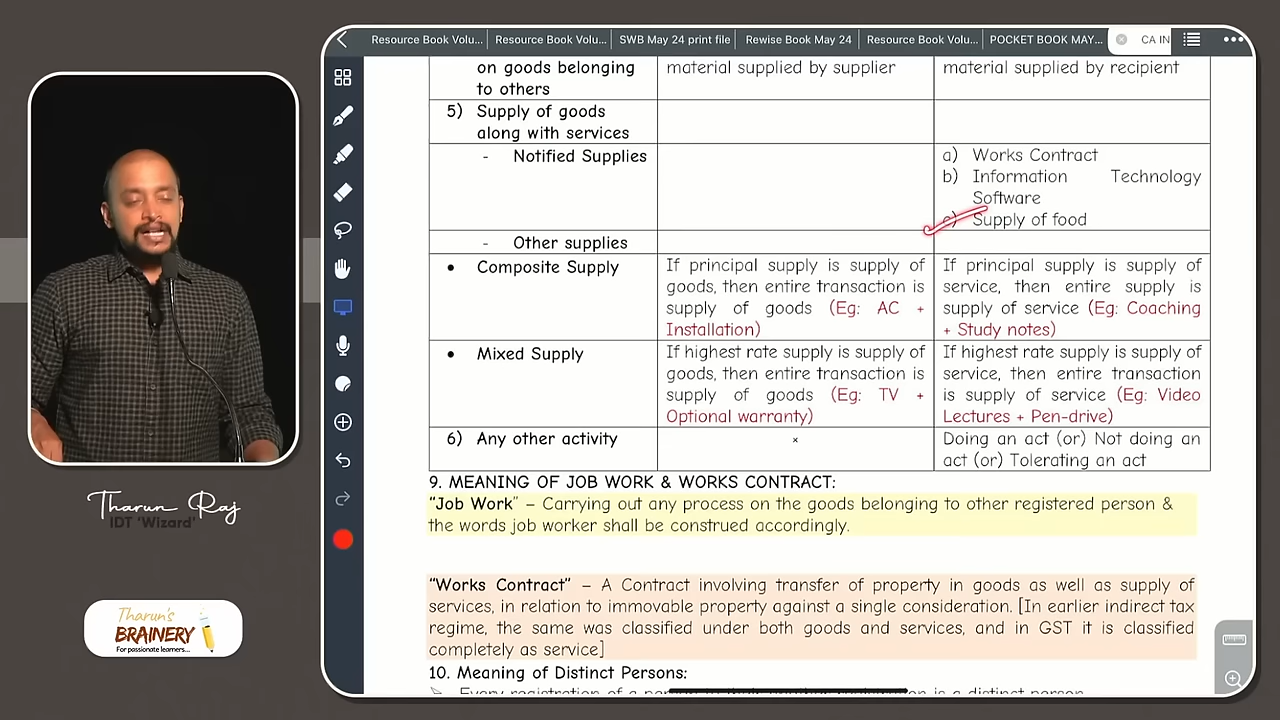 Resource Book Volu...
Resource Book Volu...
SWB May 24 print file
Rewise Book May 24
Resource Book Volu...
POCKET BOOK MAY...
CA IN
on goods belonging
to others
material supplied by supplier
material supplied by recipient
5) Supply of goods
along with services
- Notified Supplies
a) Works Contract
b) Information Technology
Software
c) Supply of food
- Other supplies
• Composite Supply
If principal supply is supply of
goods, then entire transaction is
supply of goods (Eg: AC +
Installation)
If principal supply is supply of
service, then entire supply is
supply of service (Eg: Coaching
+ Study notes)
• Mixed Supply
If highest rate supply is supply of
goods, then entire transaction is
supply of goods (Eg: TV +
Optional warranty)
If highest rate supply is supply of
service, then entire transaction
is supply of service (Eg: Video
Lectures + Pen-drive)
6) Any other activity
×
Doing an act (or) Not doing an
act (or) Tolerating an act
9. MEANING OF JOB WORK & WORKS CONTRACT:
"Job Work" – Carrying out any process on the goods belonging to other registered person &
the words job worker shall be construed accordingly.
"Works Contract" – A Contract involving transfer of property in goods as well as supply of
services, in relation to immovable property against a single consideration. [In earlier indirect tax
regime, the same was classified under both goods and services, and in GST it is classified
completely as service]
10. Meaning of Distinct Persons:
Every registration of a
is a distinct person
Tharun Raj
IDT 'Wizard'
Tharun's
BRAINERY
For passionate learners...